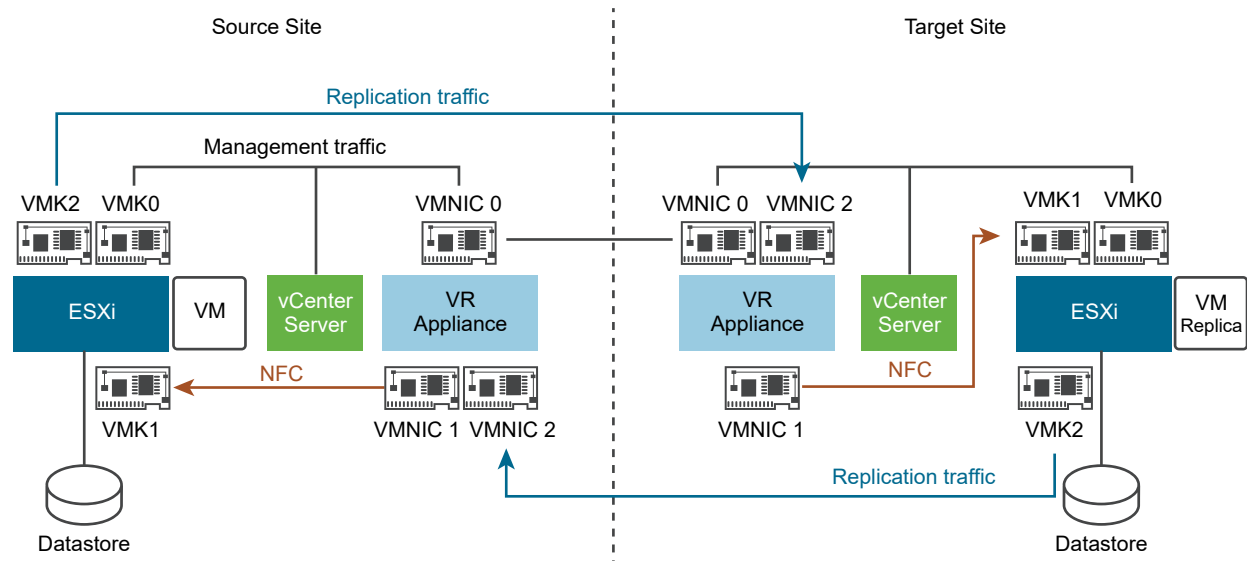 Source Site
Target Site
Replication traffic
Management traffic
VMK2
VMK0
VMNIC 0
VMNIC 0
VMNIC 2
VMK1
VMK0
ESXi
VM
vCenter
Server
VR
Appliance
VR
Appliance
vCenter
Server
ESXi
VM
Replica
NFC
NFC
VMK1
VMNIC 1
VMNIC 2
VMNIC 1
VMK2
Replication traffic
Datastore
Datastore